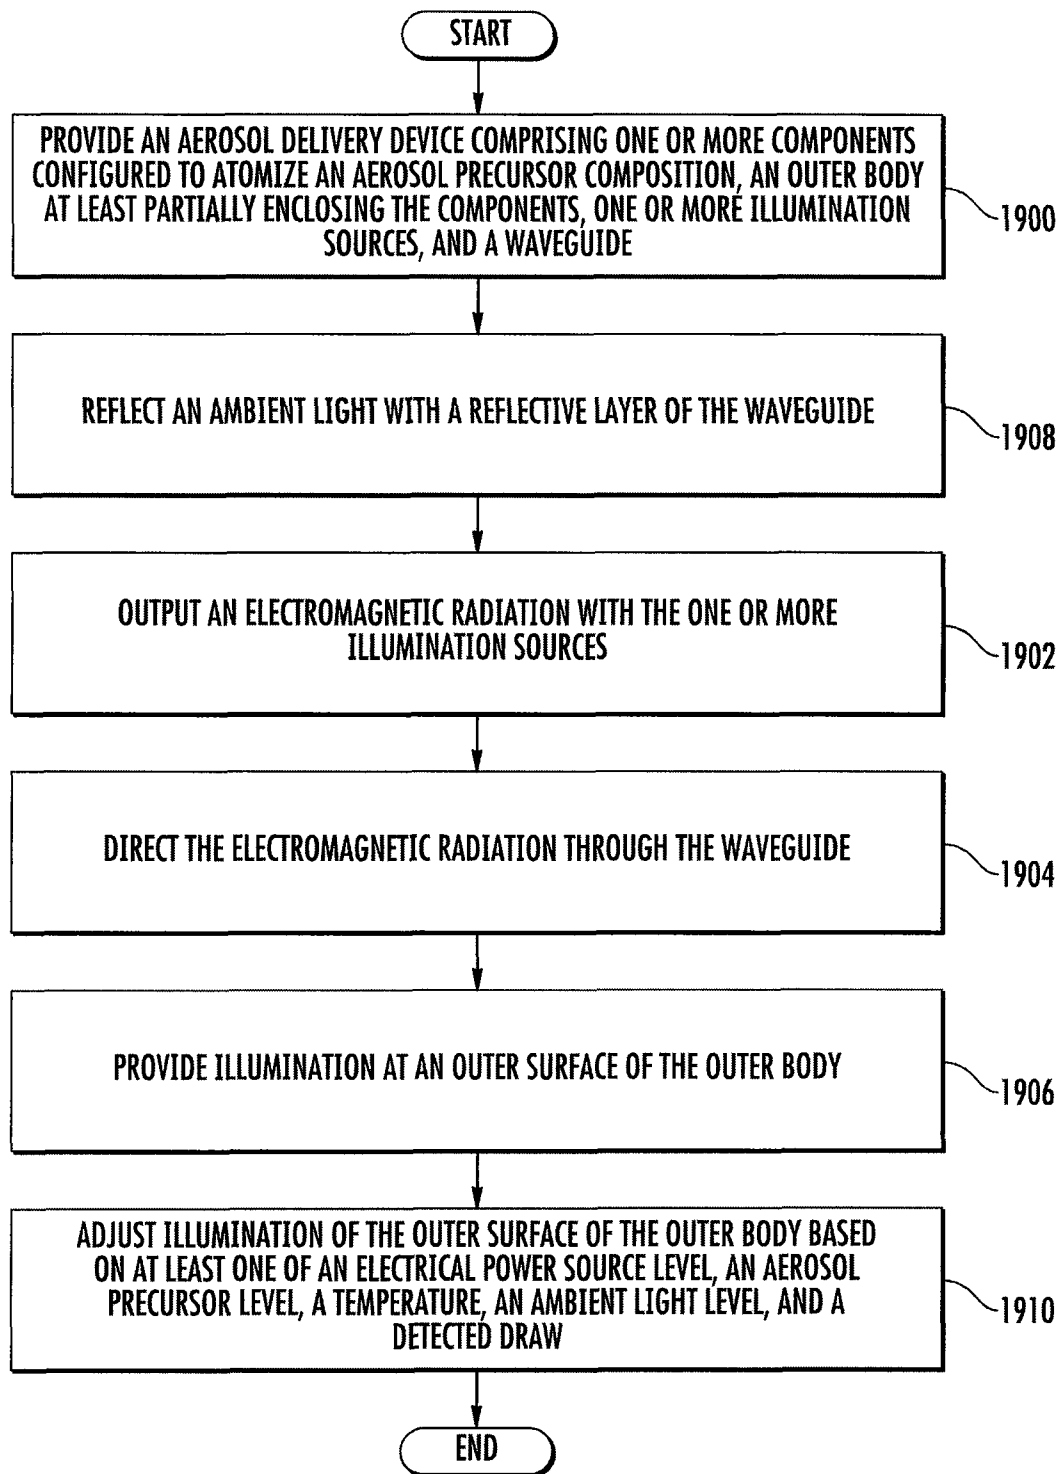 START
PROVIDE AN AEROSOL DELIVERY DEVICE COMPRISING ONE OR MORE COMPONENTS
CONFIGURED TO ATOMIZE AN AEROSOL PRECURSOR COMPOSITION, AN OUTER BODY
AT LEAST PARTIALLY ENCLOSING THE COMPONENTS, ONE OR MORE ILLUMINATION
SOURCES, AND A WAVEGUIDE
1900
REFLECT AN AMBIENT LIGHT WITH A REFLECTIVE LAYER OF THE WAVEGUIDE
1908
OUTPUT AN ELECTROMAGNETIC RADIATION WITH THE ONE OR MORE
ILLUMINATION SOURCES
1902
DIRECT THE ELECTROMAGNETIC RADIATION THROUGH THE WAVEGUIDE
1904
PROVIDE ILLUMINATION AT AN OUTER SURFACE OF THE OUTER BODY
1906
ADJUST ILLUMINATION OF THE OUTER SURFACE OF THE OUTER BODY BASED
ON AT LEAST ONE OF AN ELECTRICAL POWER SOURCE LEVEL, AN AEROSOL
PRECURSOR LEVEL, A TEMPERATURE, AN AMBIENT LIGHT LEVEL, AND A
DETECTED DRAW
1910
END